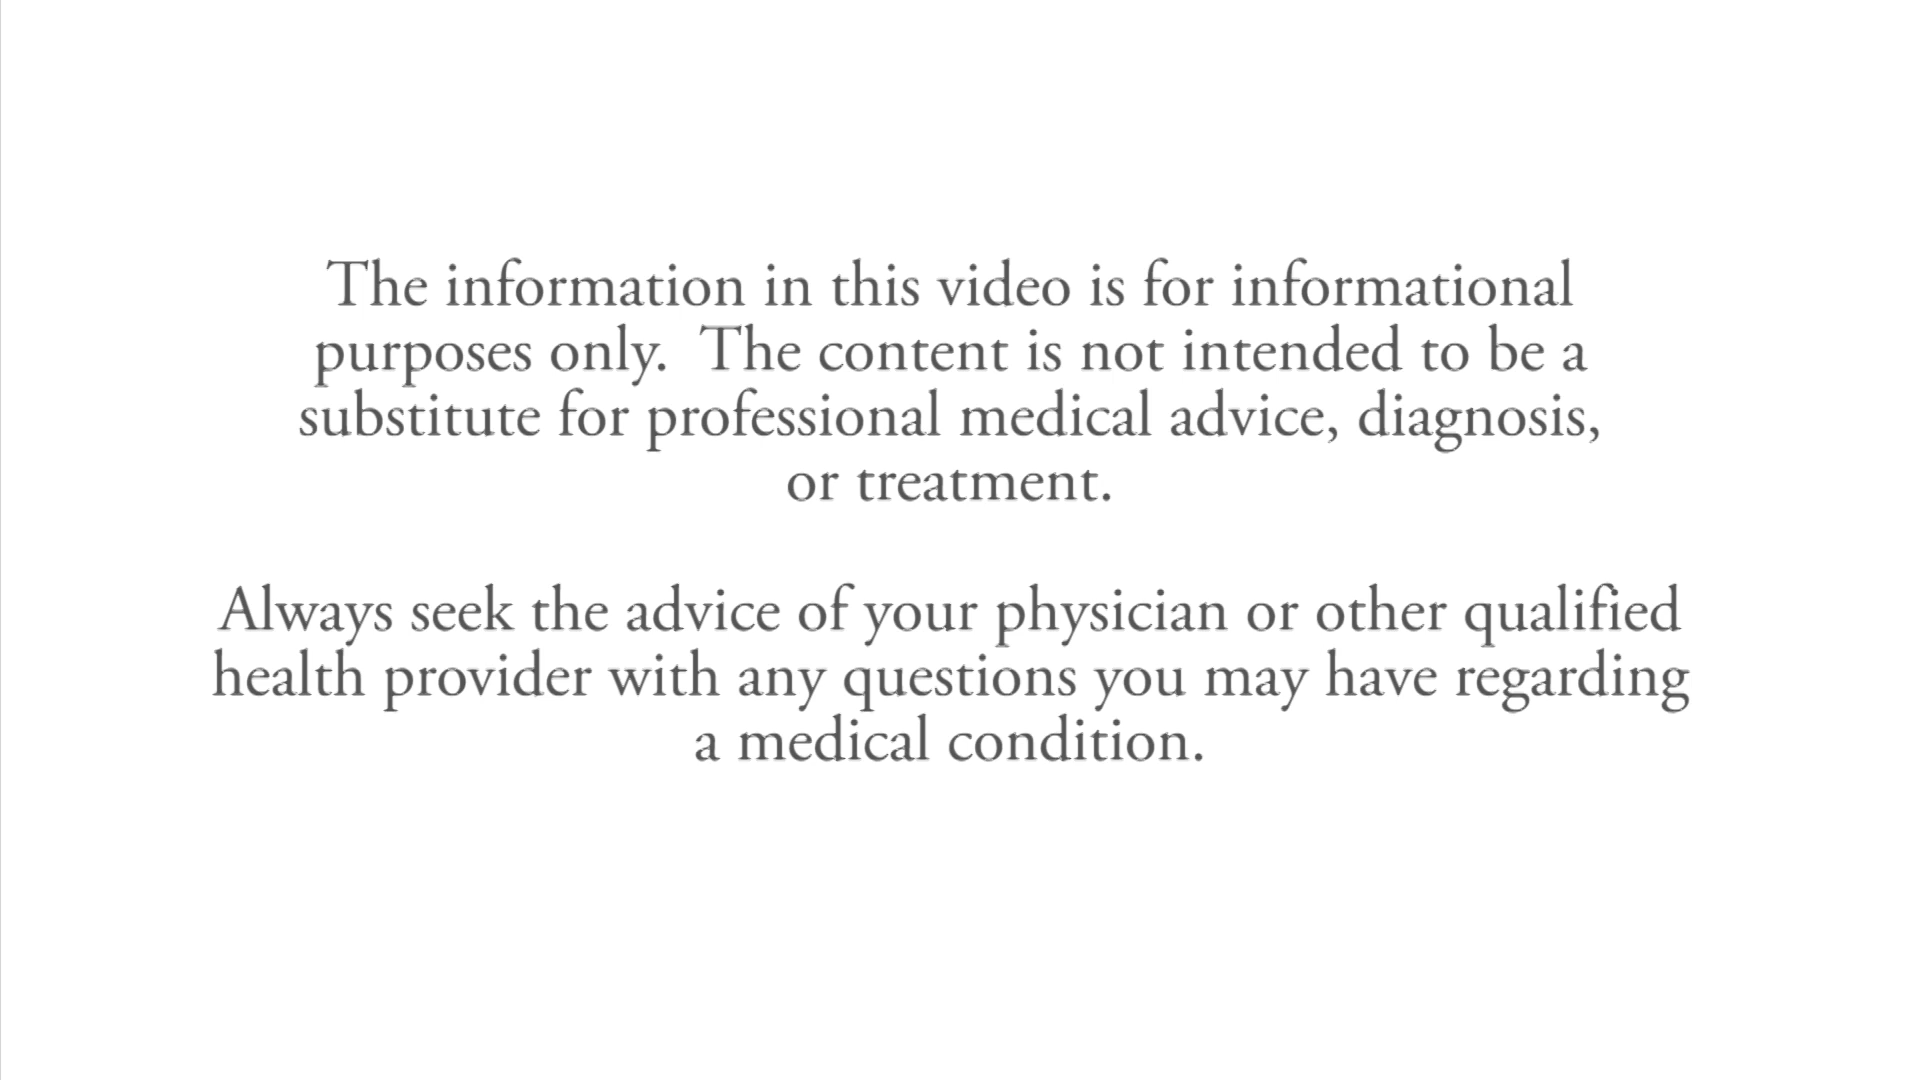 The information in this video is for informational
purposes only.  The content is not intended to be a
substitute for professional medical advice, diagnosis,
or treatment.
Always seek the advice of your physician or other qualified
health provider with any questions you may have regarding
a medical condition.